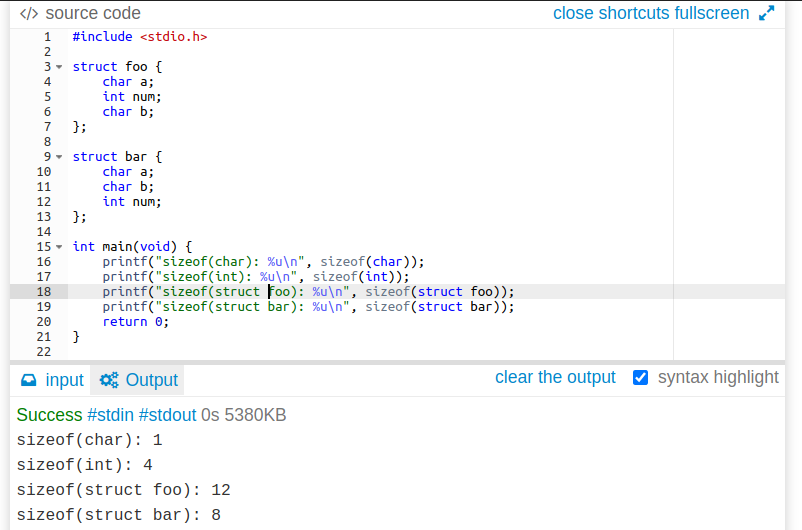 </> source code close shortcuts fullscreen
1 #include <stdio.h>
2
3 struct foo {
4     char a;
5     int num;
6     char b;
7 };
8
9 struct bar {
10     char a;
11     char b;
12     int num;
13 };
14
15 int main(void) {
16     printf("sizeof(char): %u\n", sizeof(char));
17     printf("sizeof(int): %u\n", sizeof(int));
18     printf("sizeof(struct foo): %u\n", sizeof(struct foo));
19     printf("sizeof(struct bar): %u\n", sizeof(struct bar));
20     return 0;
21 }
22
input Output clear the output syntax highlight
Success #stdin #stdout 0s 5380KB
sizeof(char): 1
sizeof(int): 4
sizeof(struct foo): 12
sizeof(struct bar): 8